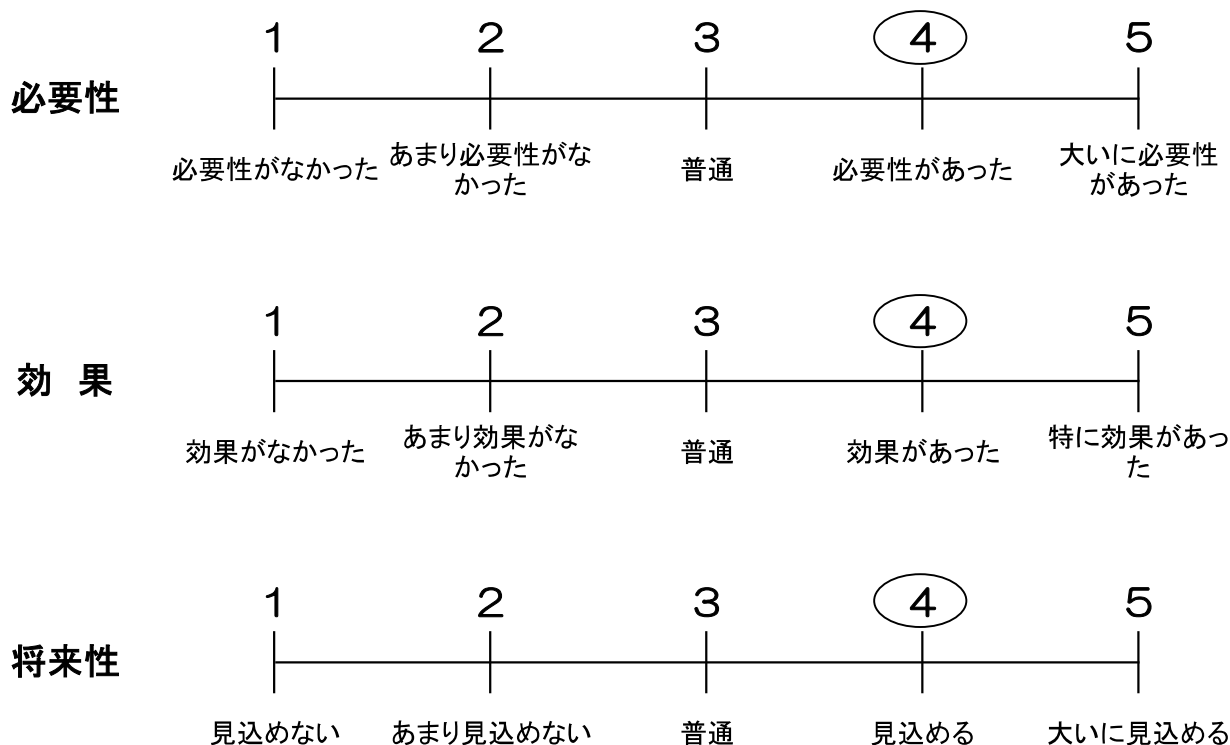 1 2 3 4 5
必要性
必要性がなかった あまり必要性がな 普通 必要性があった 大いに必要性
かった があった
1 2 3 4 5
効 果
効果がなかった あまり効果がな 普通 効果があった 特に効果があっ
かった た
1 2 3 4 5
将来性
見込めない あまり見込めない 普通 見込める 大いに見込める